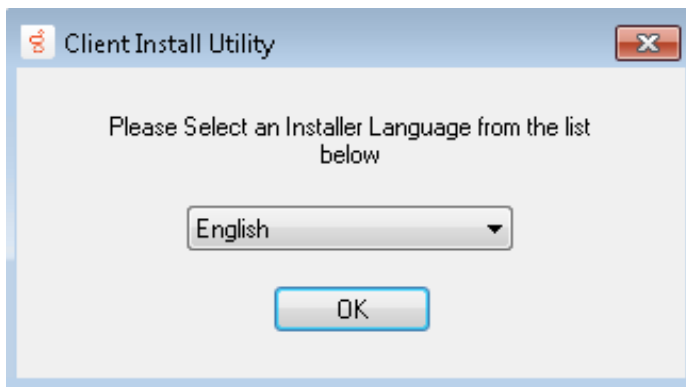 Client Install Utility
Please Select an Installer Language from the list
below
English
OK